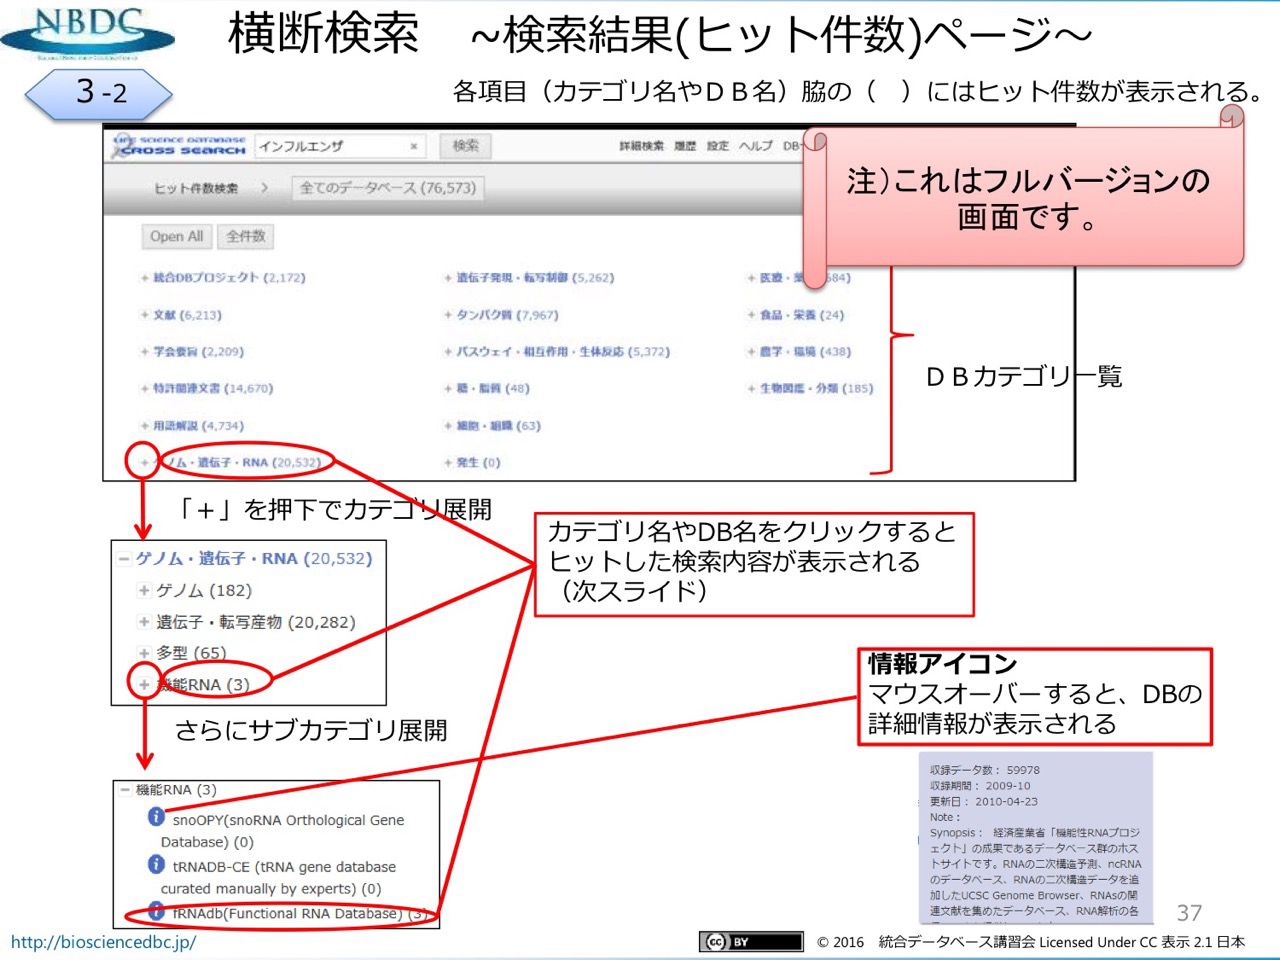 NBDC
横断検索　~検索結果(ヒット件数)ページ～
3-2
各項目（カテゴリ名やＤＢ名）脇の（　）にはヒット件数が表示される。
LIFE SCIENCE DATABASE
CROSS SEARCH
インフルエンザ × 検索
詳細検索 履歴 設定 ヘルプ DB
注）これはフルバージョンの
画面です。
ヒット件数検索 > 全てのデータベース (76,573)
Open All 全件数
+ 統合DBプロジェクト (2,172)
+ 文献 (6,213)
+ 学会要旨 (2,209)
+ 特許関連文書 (14,670)
+ 用語解説 (4,734)
+ ゲノム・遺伝子・RNA (20,532)
+ 遺伝子発現・転写制御 (5,262)
+ タンパク質 (7,967)
+ パスウェイ・相互作用・生体反応 (5,372)
+ 糖・脂質 (48)
+ 細胞・組織 (63)
+ 発生 (0)
+ 医療・ 584)
+ 食品・栄養 (24)
+ 農学・環境 (438)
+ 生物図鑑・分類 (185)
ＤＢカテゴリ一覧
「＋」を押下でカテゴリ展開
− ゲノム・遺伝子・RNA (20,532)
+ ゲノム (182)
+ 遺伝子・転写産物 (20,282)
+ 多型 (65)
+ 機能RNA (3)
カテゴリ名やDB名をクリックすると
ヒットした検索内容が表示される
（次スライド）
さらにサブカテゴリ展開
− 機能RNA (3)
i snoOPY(snoRNA Orthological Gene
Database) (0)
i tRNADB-CE (tRNA gene database
curated manually by experts) (0)
i fRNAdb(Functional RNA Database) (3)
情報アイコン
マウスオーバーすると、DBの
詳細情報が表示される
収録データ数： 59978
収録期間： 2009-10
更新日： 2010-04-23
Note：
Synopsis： 経済産業省「機能性RNAプロジ
ェクト」の成果であるデータベース群のホス
トサイトです。RNAの二次構造予測、ncRNA
のデータベース、RNAの二次構造データを追
加したUCSC Genome Browser、RNAsの関
連文献を集めたデータベース、RNA解析の各
37
http://biosciencedbc.jp/
cc BY
© 2016　統合データベース講習会 Licensed Under CC 表示 2.1 日本